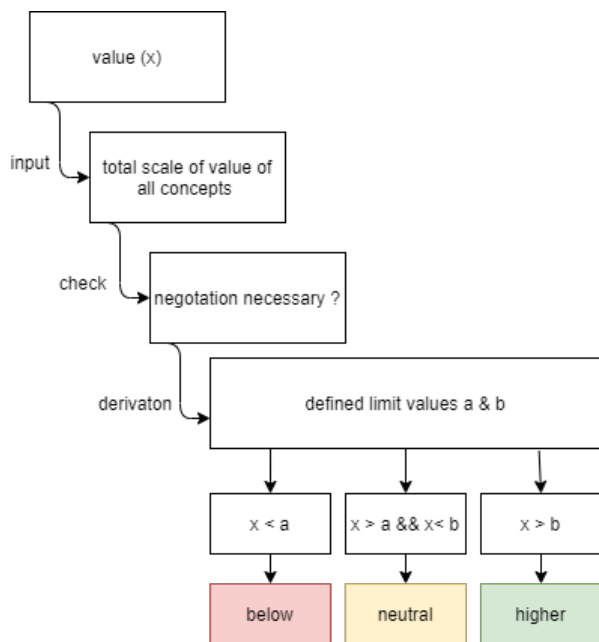 value (x)
input
total scale of value of
all concepts
check
negotation necessary ?
derivaton
defined limit values a & b
x < a
x > a && x< b
x > b
below
neutral
higher